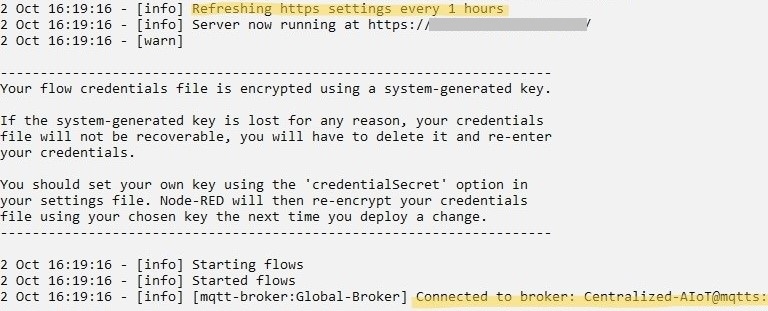 2 Oct 16:19:16 - [info] Refreshing https settings every 1 hours
2 Oct 16:19:16 - [info] Server now running at https:// /
2 Oct 16:19:16 - [warn]
---------------------------------------------------------------------
Your flow credentials file is encrypted using a system-generated key.
If the system-generated key is lost for any reason, your credentials
file will not be recoverable, you will have to delete it and re-enter
your credentials.
You should set your own key using the 'credentialSecret' option in
your settings file. Node-RED will then re-encrypt your credentials
file using your chosen key the next time you deploy a change.
---------------------------------------------------------------------
2 Oct 16:19:16 - [info] Starting flows
2 Oct 16:19:16 - [info] Started flows
2 Oct 16:19:16 - [info] [mqtt-broker:Global-Broker] Connected to broker: Centralized-AIoT@mqtts: